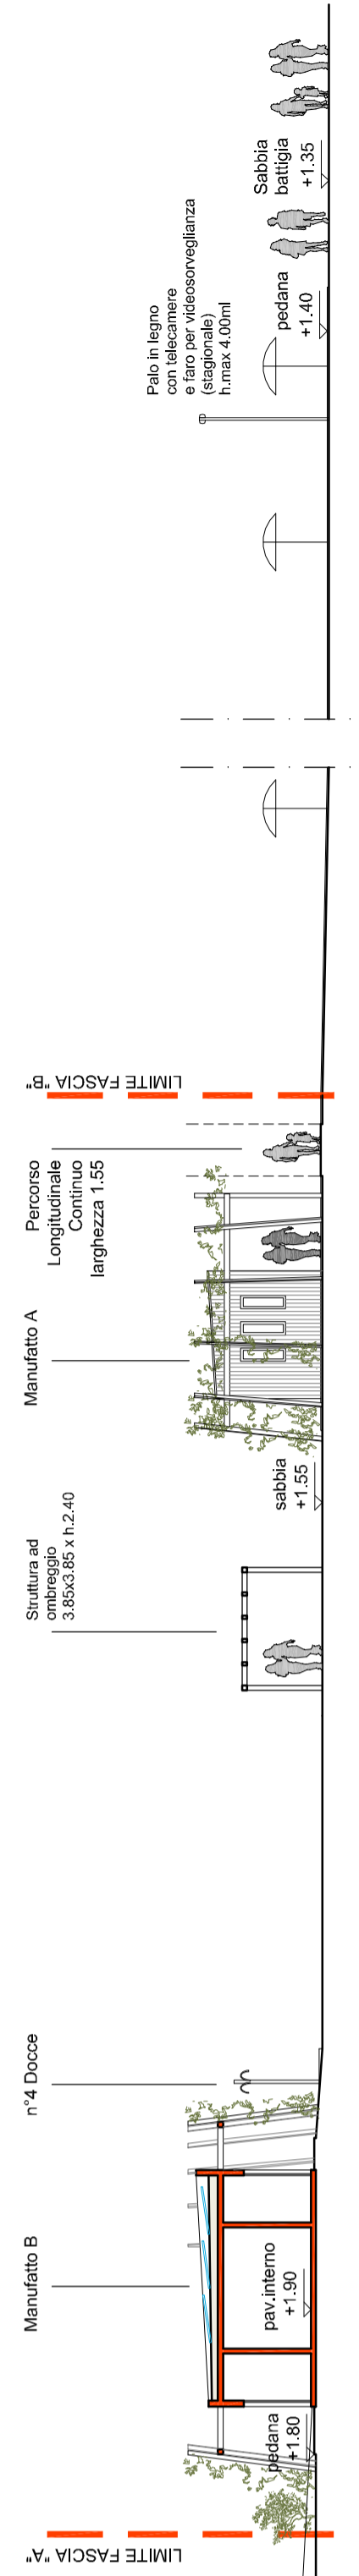 LIMITE FASCIA "A"
Manufatto B
n°4 Docce
Struttura ad
ombreggio
3.85x3.85 x h.2.40
Manufatto A
Percorso
Longitudinale
Continuo
larghezza 1.55
LIMITE FASCIA "B"
Palo in legno
con telecamere
e faro per videosorveglianza
(stagionale)
h.max 4.00ml
pedana
+1.80
pav.interno
+1.90
sabbia
+1.55
pedana
+1.40
Sabbia
battigia
+1.35